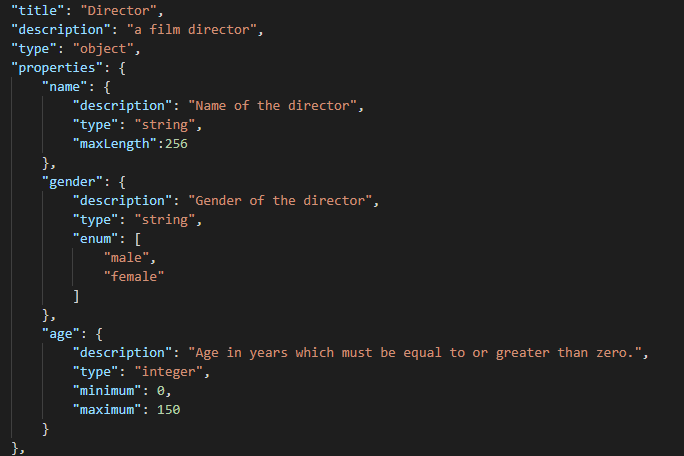 "title": "Director",
"description": "a film director",
"type": "object",
"properties": {
    "name": {
        "description": "Name of the director",
        "type": "string",
        "maxLength":256
    },
    "gender": {
        "description": "Gender of the director",
        "type": "string",
        "enum": [
            "male",
            "female"
        ]
    },
    "age": {
        "description": "Age in years which must be equal to or greater than zero.",
        "type": "integer",
        "minimum": 0,
        "maximum": 150
    }
},